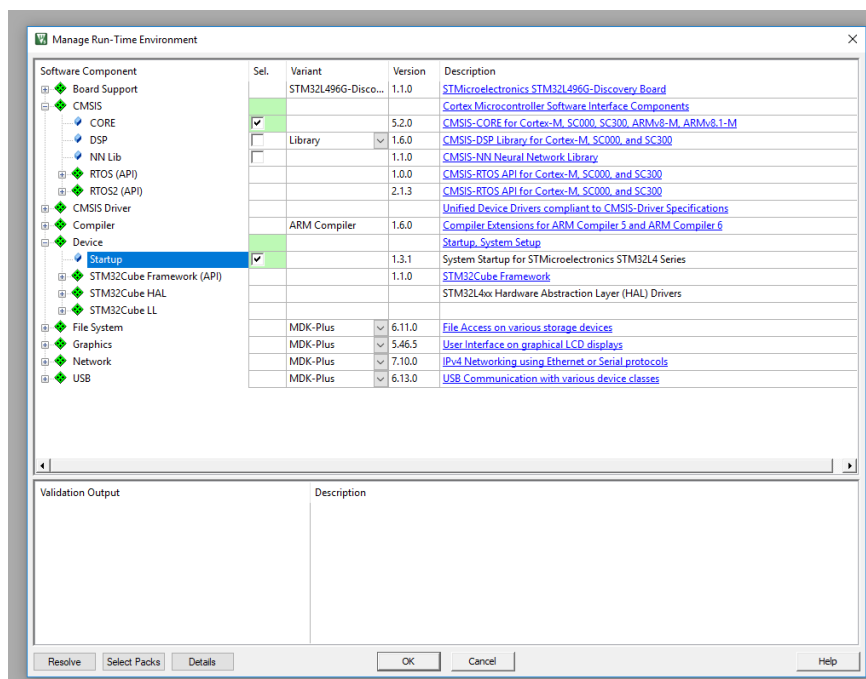 Manage Run-Time Environment
Software Component Sel. Variant Version Description
Board Support STM32L496G-Disco... 1.1.0 STMicroelectronics STM32L496G-Discovery Board
CMSIS Cortex Microcontroller Software Interface Components
CORE 5.2.0 CMSIS-CORE for Cortex-M, SC000, SC300, ARMv8-M, ARMv8.1-M
DSP Library 1.6.0 CMSIS-DSP Library for Cortex-M, SC000, and SC300
NN Lib 1.1.0 CMSIS-NN Neural Network Library
RTOS (API) 1.0.0 CMSIS-RTOS API for Cortex-M, SC000, and SC300
RTOS2 (API) 2.1.3 CMSIS-RTOS API for Cortex-M, SC000, and SC300
CMSIS Driver Unified Device Drivers compliant to CMSIS-Driver Specifications
Compiler ARM Compiler 1.6.0 Compiler Extensions for ARM Compiler 5 and ARM Compiler 6
Device Startup, System Setup
Startup 1.3.1 System Startup for STMicroelectronics STM32L4 Series
STM32Cube Framework (API) 1.1.0 STM32Cube Framework
STM32Cube HAL STM32L4xx Hardware Abstraction Layer (HAL) Drivers
STM32Cube LL
File System MDK-Plus 6.11.0 File Access on various storage devices
Graphics MDK-Plus 5.46.5 User Interface on graphical LCD displays
Network MDK-Plus 7.10.0 IPv4 Networking using Ethernet or Serial protocols
USB MDK-Plus 6.13.0 USB Communication with various device classes
Validation Output Description
Resolve Select Packs Details OK Cancel Help